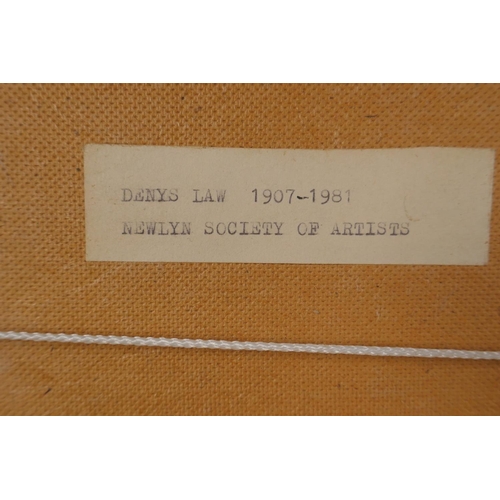 DENYS LAW 1907-1981
NEWLYN SOCIETY OF ARTISTS